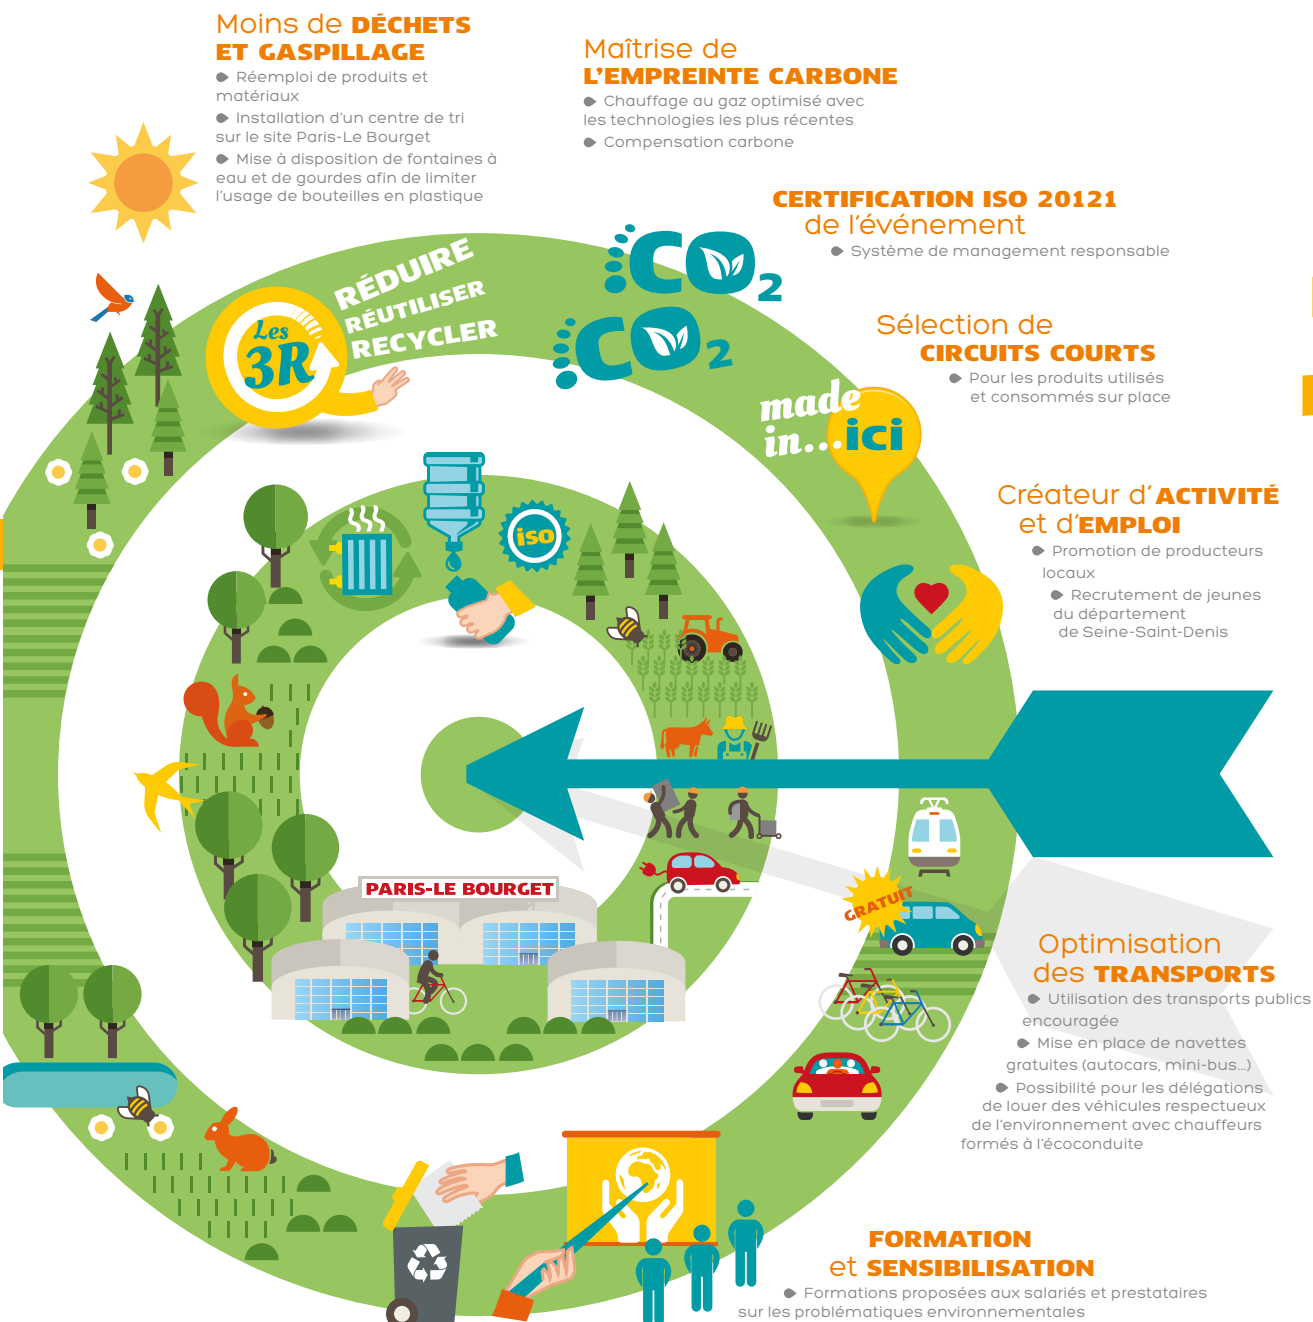 Moins de DÉCHETS
ET GASPILLAGE
Réemploi de produits et
matériaux
Installation d'un centre de tri
sur le site Paris-Le Bourget
Mise à disposition de fontaines à
eau et de gourdes afin de limiter
l'usage de bouteilles en plastique
Maîtrise de
L'EMPREINTE CARBONE
Chauffage au gaz optimisé avec
les technologies les plus récentes
Compensation carbone
CERTIFICATION ISO 20121
de l'événement
Système de management responsable
Sélection de
CIRCUITS COURTS
Pour les produits utilisés
et consommés sur place
Créateur d'ACTIVITÉ
et d'EMPLOI
Promotion de producteurs
locaux
Recrutement de jeunes
du département
de Seine-Saint-Denis
Les
3R
RÉDUIRE
RÉUTILISER
RECYCLER
CO2
CO2
made
in...ici
iso
PARIS-LE BOURGET
GRATUIT
Optimisation
des TRANSPORTS
Utilisation des transports publics
encouragée
Mise en place de navettes
gratuites (autocars, mini-bus...)
Possibilité pour les délégations
de louer des véhicules respectueux
de l'environnement avec chauffeurs
formés à l'écoconduite
FORMATION
et SENSIBILISATION
Formations proposées aux salariés et prestataires
sur les problématiques environnementales